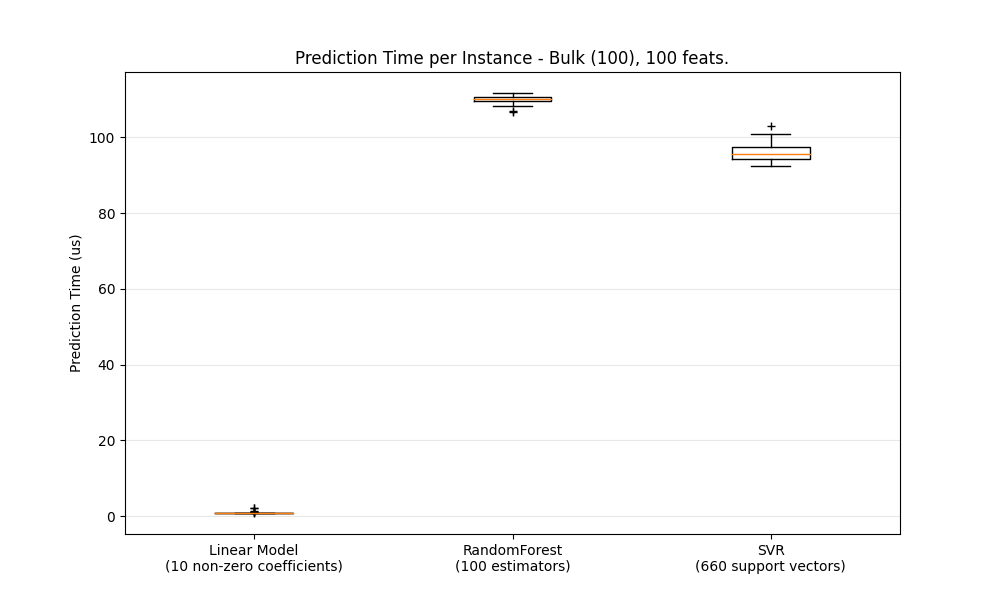 Prediction Time per Instance - Bulk (100), 100 feats.
Prediction Time (us)
100
80
60
40
20
0
Linear Model
(10 non-zero coefficients)
RandomForest
(100 estimators)
SVR
(660 support vectors)